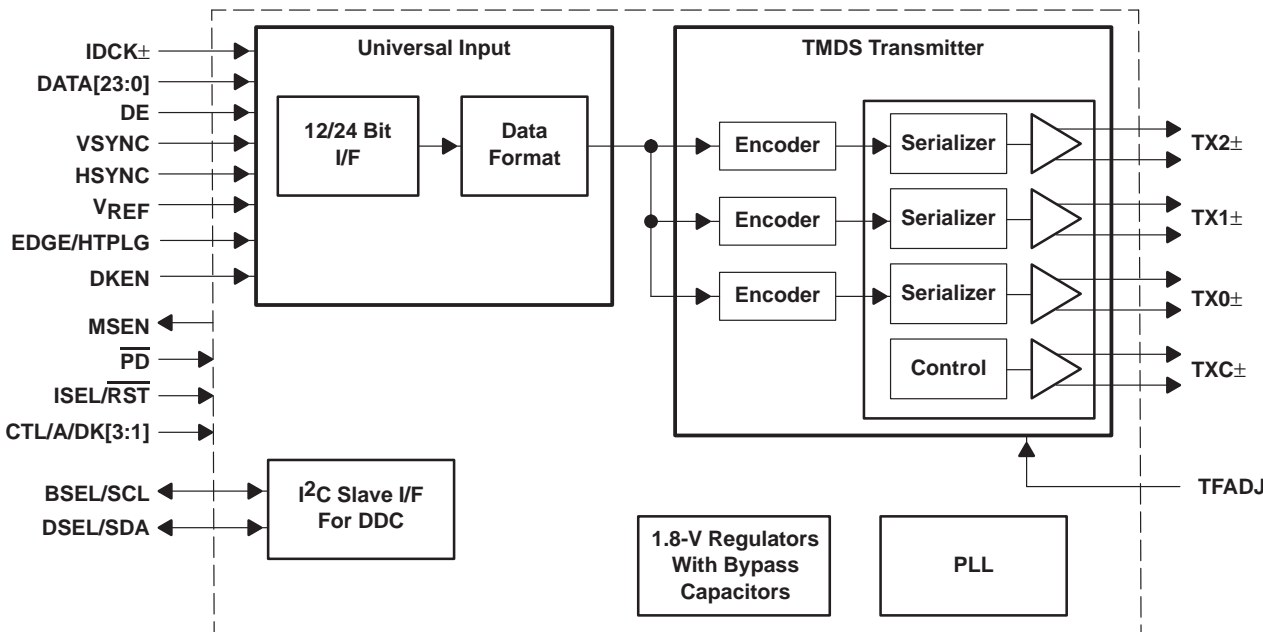 Universal Input
TMDS Transmitter
IDCK±
DATA[23:0]
DE
VSYNC
HSYNC
VREF
EDGE/HTPLG
DKEN
MSEN
PD
ISEL/RST
CTL/A/DK[3:1]
BSEL/SCL
DSEL/SDA
12/24 Bit
I/F
Data
Format
Encoder
Serializer
TX2±
Encoder
Serializer
TX1±
Encoder
Serializer
TX0±
Control
TXC±
TFADJ
I2C Slave I/F
For DDC
1.8-V Regulators
With Bypass
Capacitors
PLL